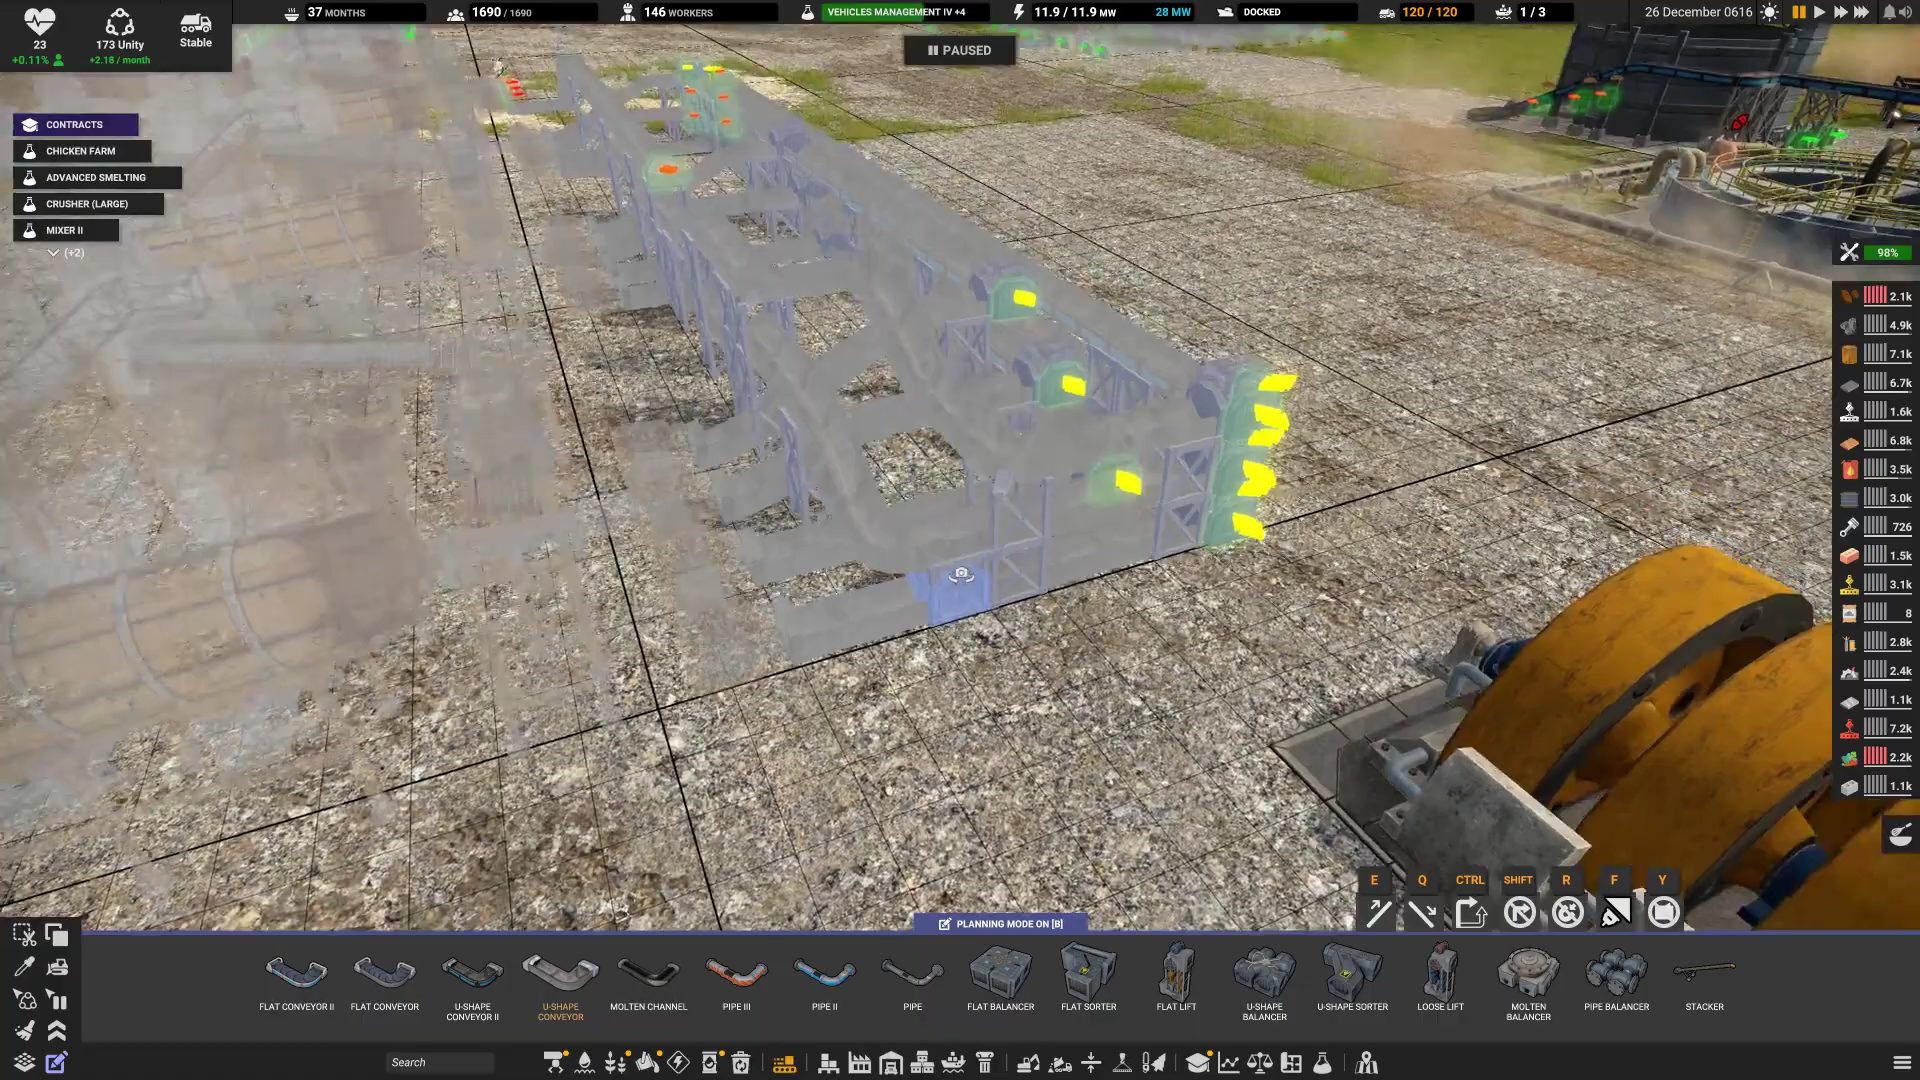 37 MONTHS
1690 / 1690
146 WORKERS
VEHICLES MANAGEMENT IV +4
11.9 / 11.9 MW
28 MW
DOCKED
120 / 120
1 / 3
26 December 0616
23
+0.11%
173 Unity
+2.18 / month
Stable
PAUSED
CONTRACTS
CHICKEN FARM
ADVANCED SMELTING
CRUSHER (LARGE)
MIXER II
(+2)
98%
2.1k
4.9k
7.1k
6.7k
1.6k
6.8k
3.5k
3.0k
726
1.5k
3.1k
8
2.8k
2.4k
1.1k
7.2k
2.2k
1.1k
E Q CTRL SHIFT R F Y
PLANNING MODE ON [B]
FLAT CONVEYOR II
FLAT CONVEYOR
U-SHAPE CONVEYOR II
U-SHAPE CONVEYOR
MOLTEN CHANNEL
PIPE III
PIPE II
PIPE
FLAT BALANCER
FLAT SORTER
FLAT LIFT
U-SHAPE BALANCER
U-SHAPE SORTER
LOOSE LIFT
MOLTEN BALANCER
PIPE BALANCER
STACKER
Search